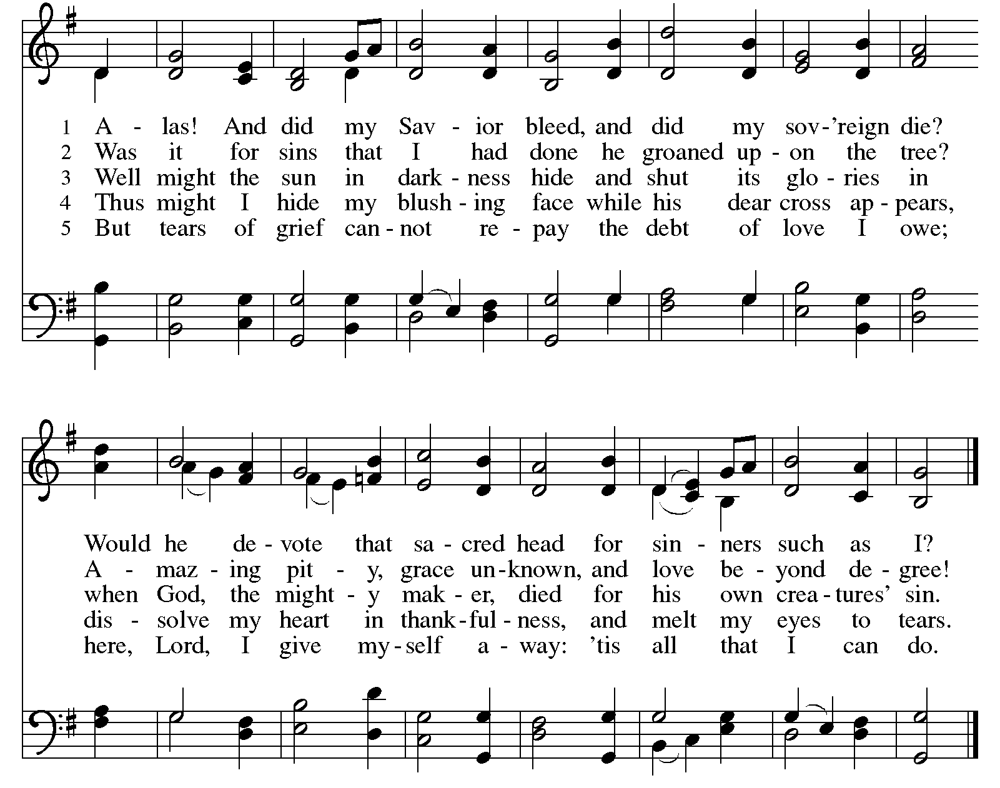 1 A - las! And did my Sav - ior bleed, and did my sov-'reign die?
2 Was it for sins that I had done he groaned up - on the tree?
3 Well might the sun in dark - ness hide and shut its glo - ries in
4 Thus might I hide my blush - ing face while his dear cross ap - pears,
5 But tears of grief can - not re - pay the debt of love I owe;
Would he de - vote that sa - cred head for sin - ners such as I?
A - maz - ing pit - y, grace un-known, and love be - yond de - gree!
when God, the might - y mak - er, died for his own crea - tures’ sin.
dis - solve my heart in thank-ful - ness, and melt my eyes to tears.
here, Lord, I give my-self a - way: ’tis all that I can do.